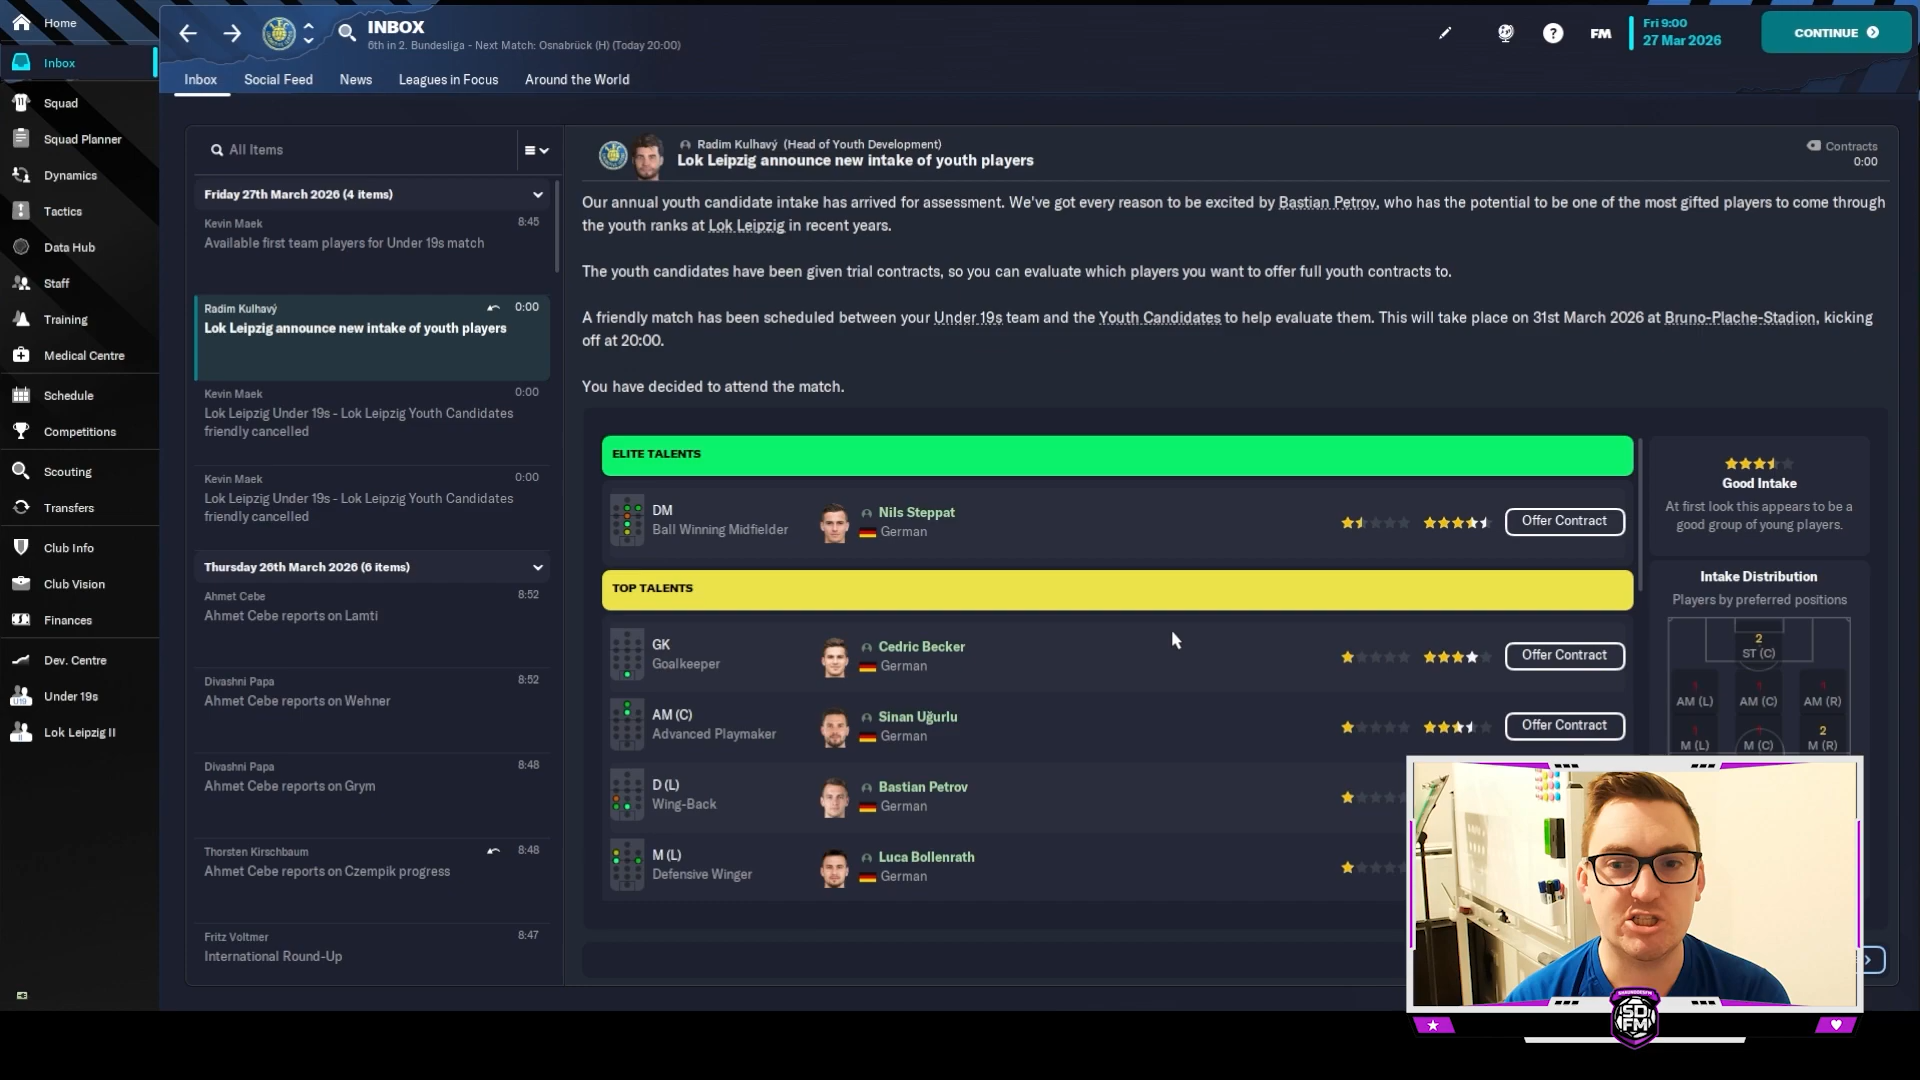 Home
Inbox
Squad
Squad Planner
Dynamics
Tactics
Data Hub
Staff
Training
Medical Centre
Schedule
Competitions
Scouting
Transfers
Club Info
Club Vision
Finances
Dev. Centre
Under 19s
Lok Leipzig II
INBOX
6th in 2. Bundesliga - Next Match: Osnabrück (H) (Today 20:00)
FM
Fri 9:00
27 Mar 2026
CONTINUE
Inbox
Social Feed
News
Leagues in Focus
Around the World
All Items
Friday 27th March 2026 (4 items)
Kevin Maek 8:45
Available first team players for Under 19s match
Radim Kulhavý 0:00
Lok Leipzig announce new intake of youth players
Kevin Maek 0:00
Lok Leipzig Under 19s - Lok Leipzig Youth Candidates
friendly cancelled
Kevin Maek 0:00
Lok Leipzig Under 19s - Lok Leipzig Youth Candidates
friendly cancelled
Thursday 26th March 2026 (6 items)
Ahmet Cebe 8:52
Ahmet Cebe reports on Lamti
Divashni Papa 8:52
Ahmet Cebe reports on Wehner
Divashni Papa 8:48
Ahmet Cebe reports on Grym
Thorsten Kirschbaum 8:48
Ahmet Cebe reports on Czempik progress
Fritz Voltmer 8:47
International Round-Up
Radim Kulhavý (Head of Youth Development)
Lok Leipzig announce new intake of youth players
Contracts
0:00
Our annual youth candidate intake has arrived for assessment. We've got every reason to be excited by Bastian Petrov, who has the potential to be one of the most gifted players to come through
the youth ranks at Lok Leipzig in recent years.
The youth candidates have been given trial contracts, so you can evaluate which players you want to offer full youth contracts to.
A friendly match has been scheduled between your Under 19s team and the Youth Candidates to help evaluate them. This will take place on 31st March 2026 at Bruno-Plache-Stadion, kicking
off at 20:00.
You have decided to attend the match.
ELITE TALENTS
DM
Ball Winning Midfielder
Nils Steppat
German
Offer Contract
TOP TALENTS
GK
Goalkeeper
Cedric Becker
German
Offer Contract
AM (C)
Advanced Playmaker
Sinan Uğurlu
German
Offer Contract
D (L)
Wing-Back
Bastian Petrov
German
M (L)
Defensive Winger
Luca Bollenrath
German
Good Intake
At first look this appears to be a
good group of young players.
Intake Distribution
Players by preferred positions
2
ST (C)
1 1 1
AM (L) AM (C) AM (R)
1 1 2
M (L) M (C) M (R)
SD
FM